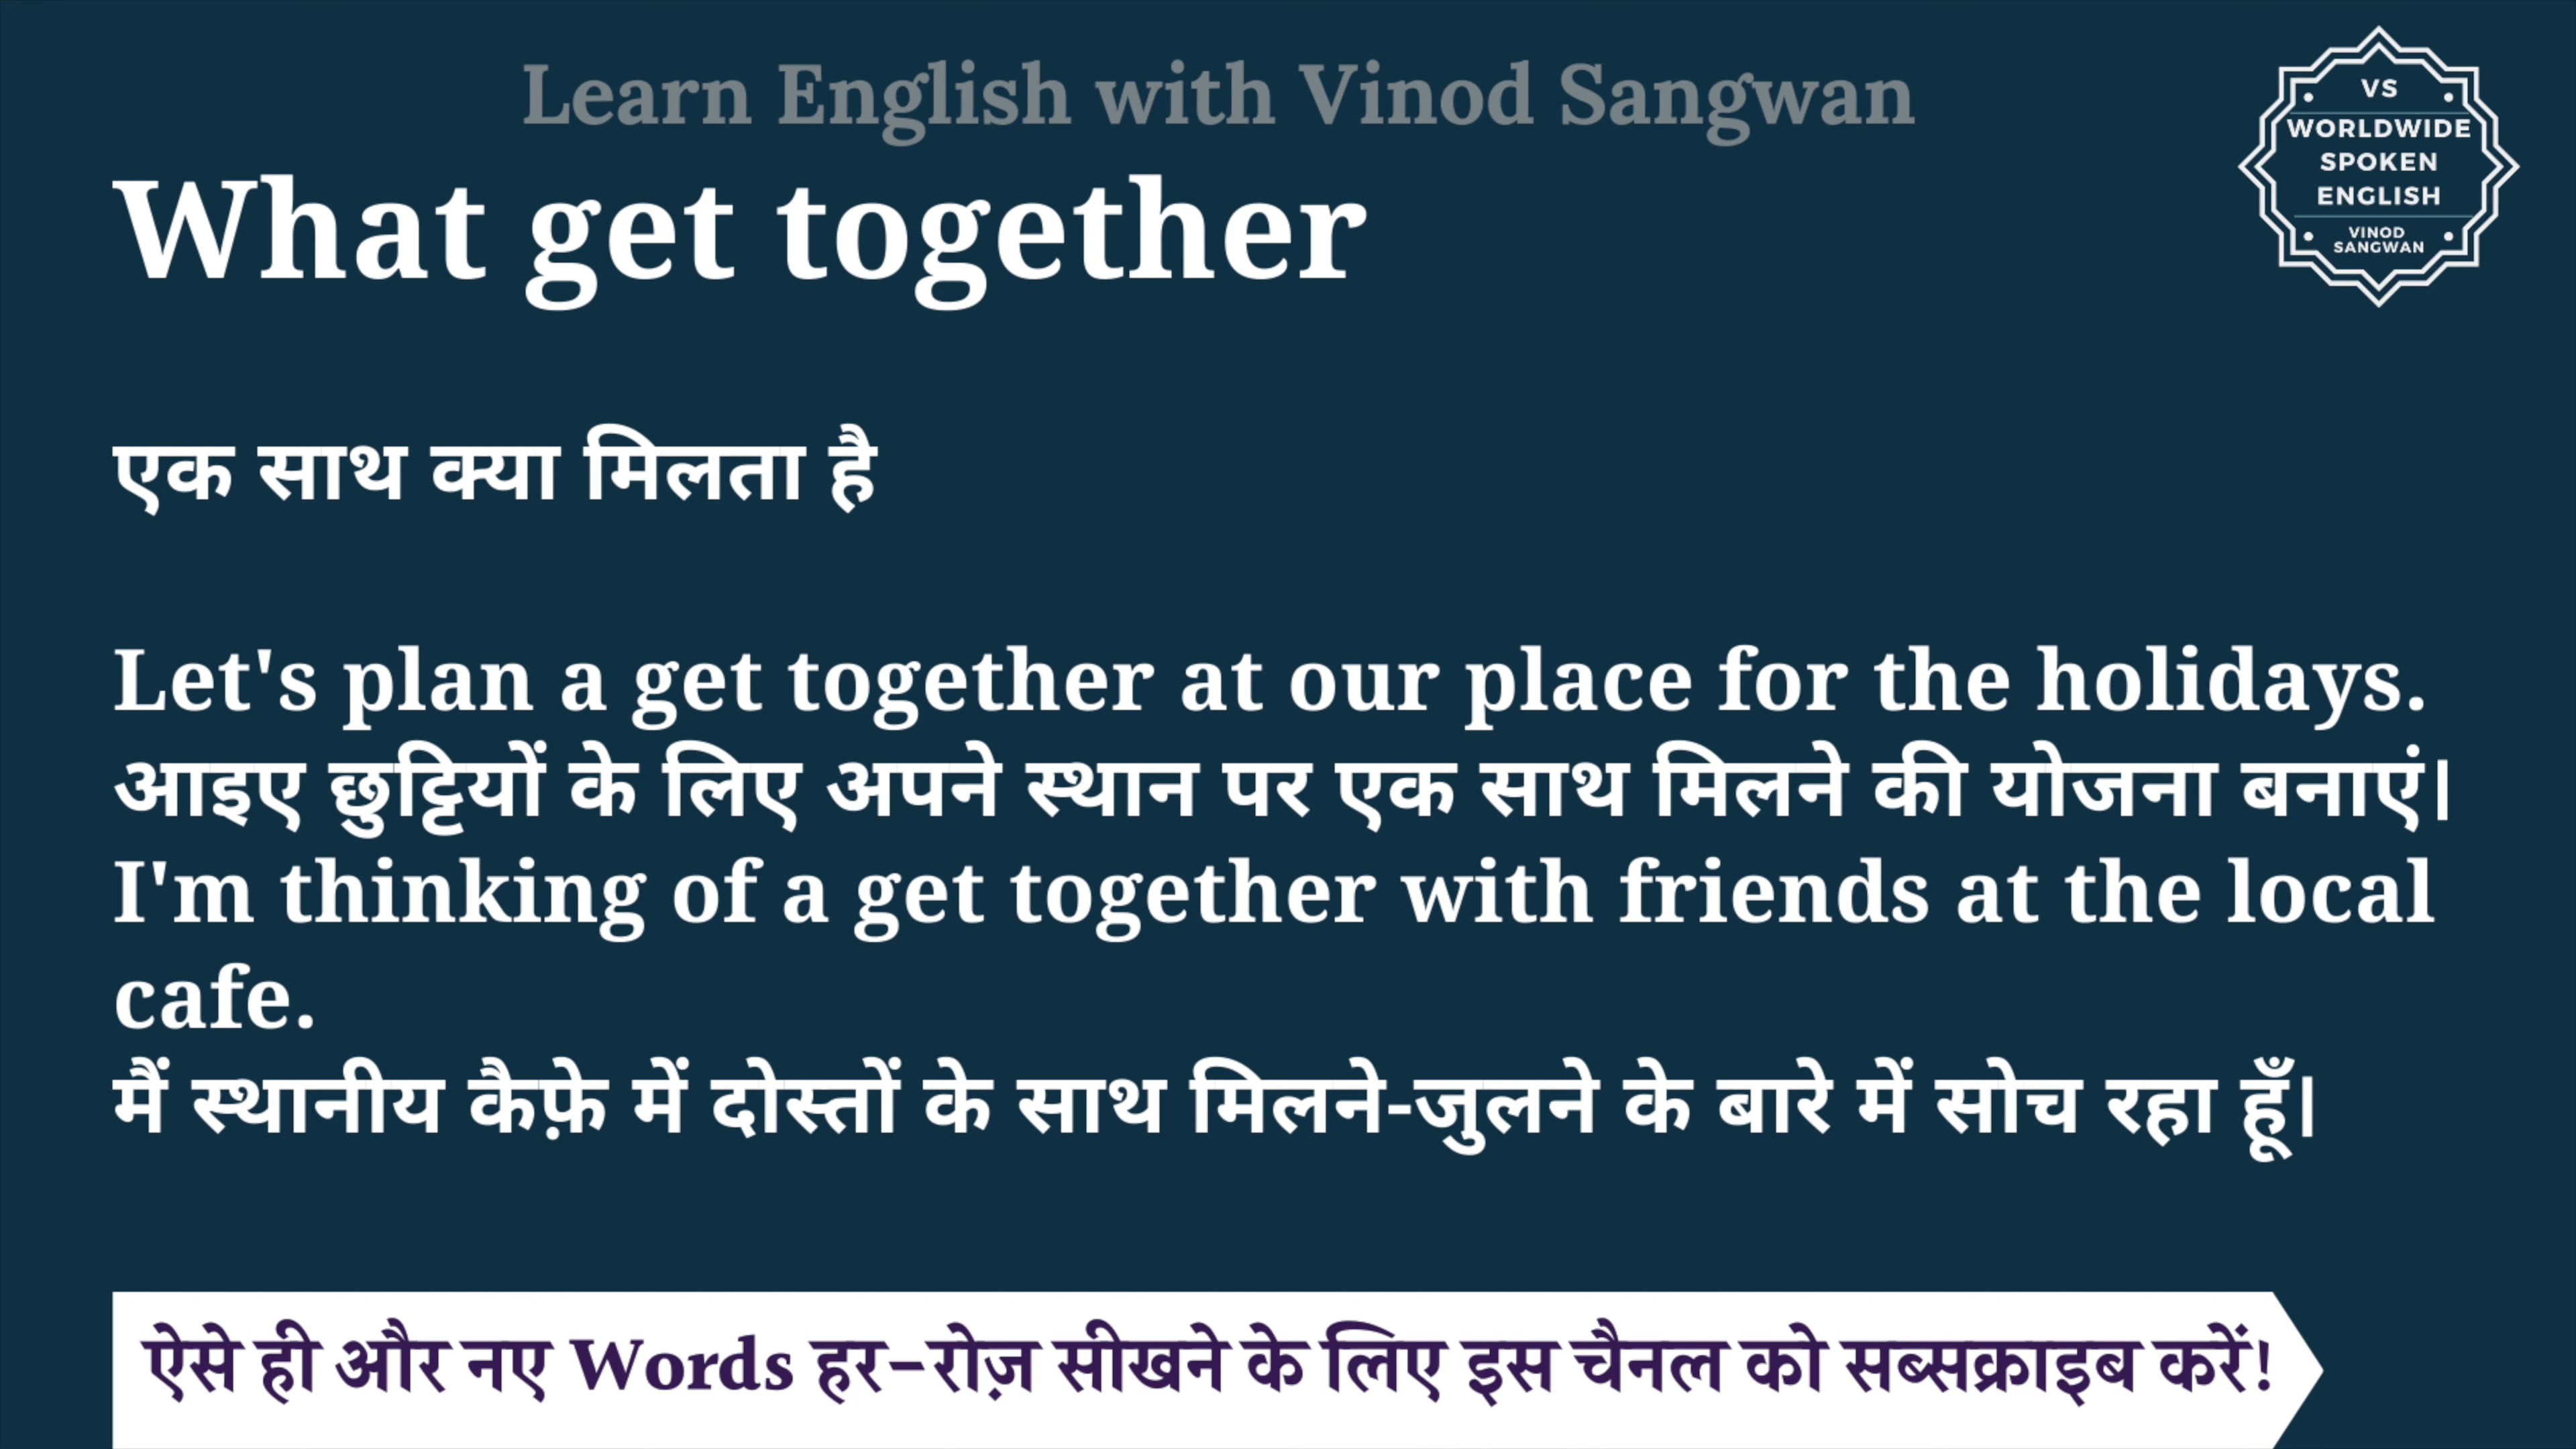 Learn English with Vinod Sangwan
VS
WORLDWIDE
SPOKEN
ENGLISH
VINOD
SANGWAN
What get together
एक साथ क्या मिलता है
Let's plan a get together at our place for the holidays.
आइए छुट्टियों के लिए अपने स्थान पर एक साथ मिलने की योजना बनाएं।
I'm thinking of a get together with friends at the local
cafe.
मैं स्थानीय कैफ़े में दोस्तों के साथ मिलने-जुलने के बारे में सोच रहा हूँ।
ऐसे ही और नए Words हर-रोज़ सीखने के लिए इस चैनल को सब्सक्राइब करें!